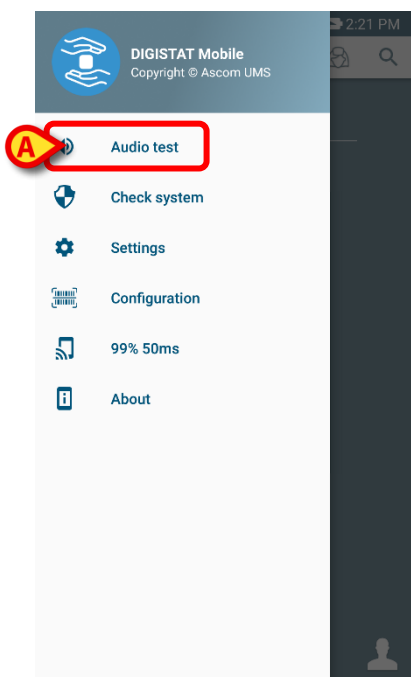 2:21 PM
DIGISTAT Mobile
Copyright © Ascom UMS
A
Audio test
Check system
Settings
Configuration
99% 50ms
About